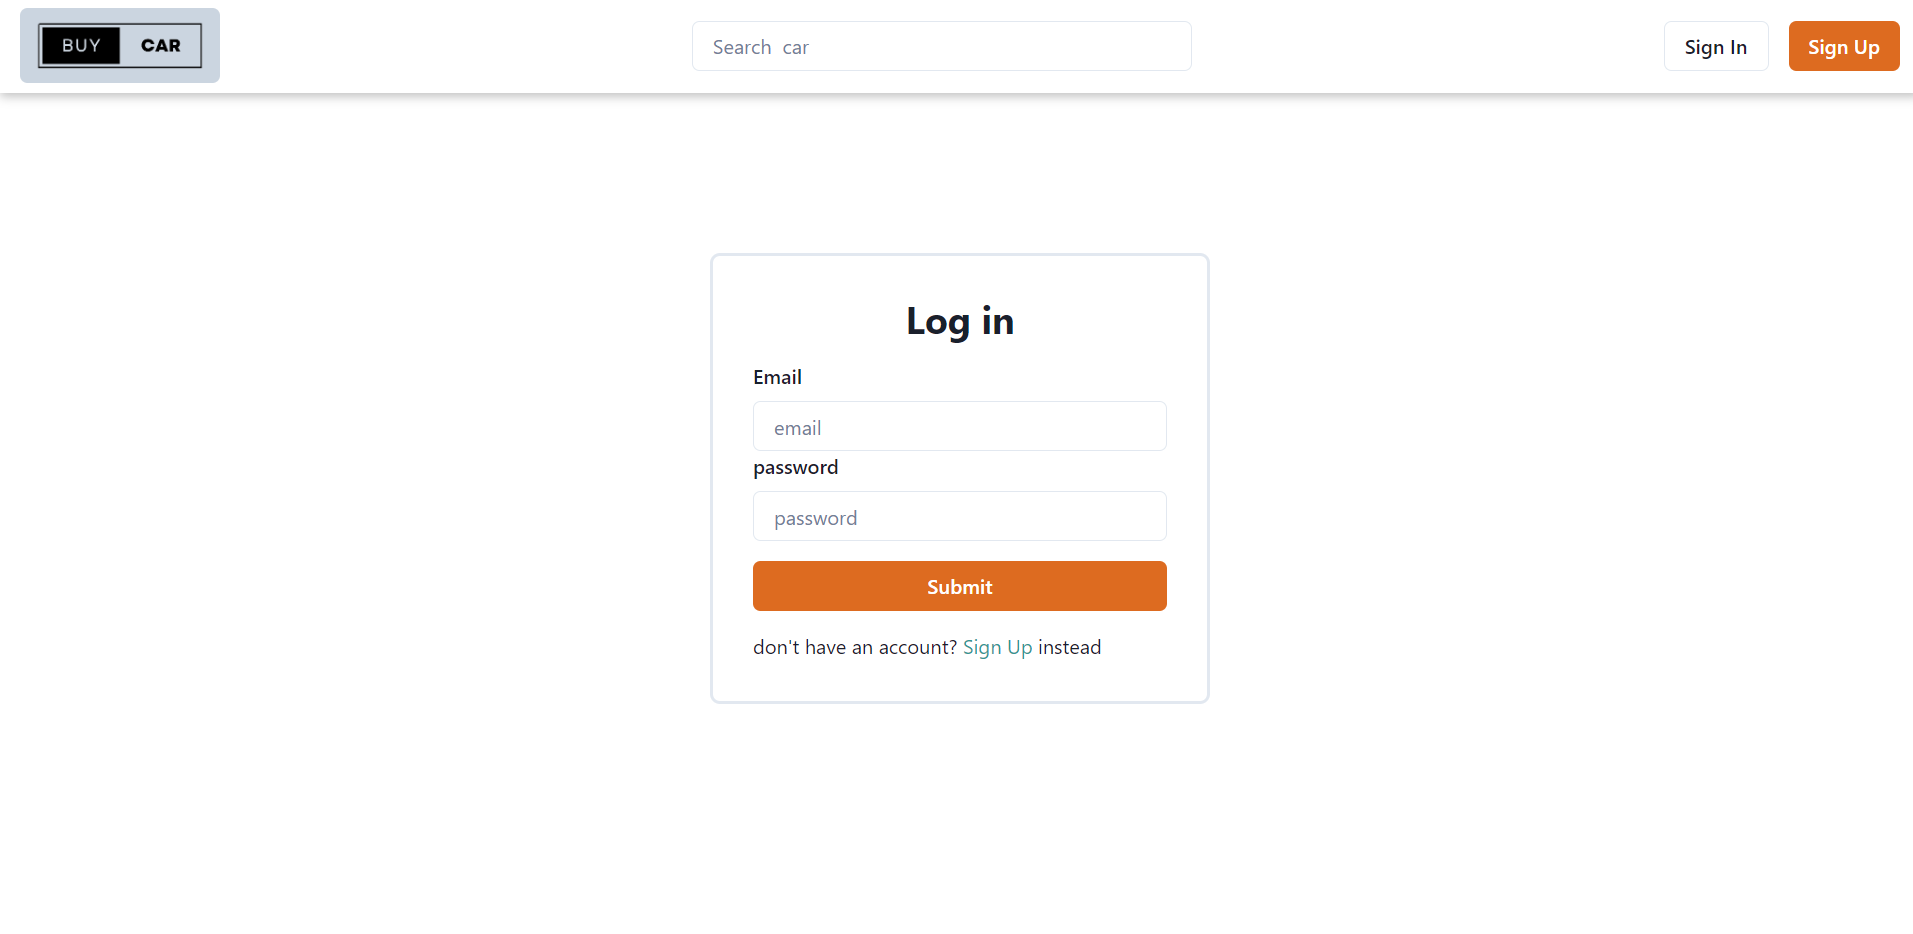 BUY CAR
Search  car
Sign In
Sign Up
Log in
Email
email
password
password
Submit
don't have an account? Sign Up instead